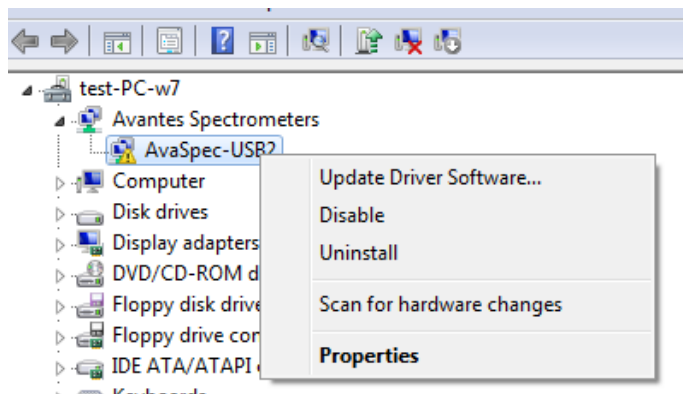 test-PC-w7
Avantes Spectrometers
AvaSpec-USB2
Computer
Disk drives
Display adapters
DVD/CD-ROM d
Floppy disk drive
Floppy drive con
IDE ATA/ATAPI
Update Driver Software...
Disable
Uninstall
Scan for hardware changes
Properties